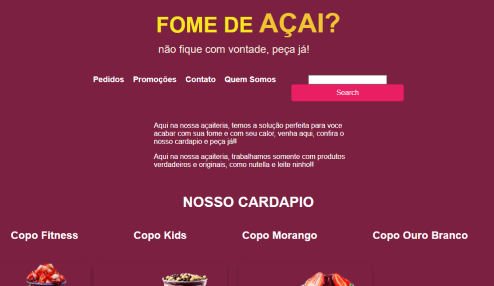 FOME DE AÇAI?
não fique com vontade, peça já!
Pedidos Promoções Contato Quem Somos
Search
Aqui na nossa açaiteria, temos a solução perfeita para voce
acabar com sua fome e com seu calor, venha aqui, confira o
nosso cardapio e peça já!!
Aqui na nossa açaiteria, trabalhamos somente com produtos
verdadeiros e originais, como nutella e leite ninho!!
NOSSO CARDAPIO
Copo Fitness Copo Kids Copo Morango Copo Ouro Branco